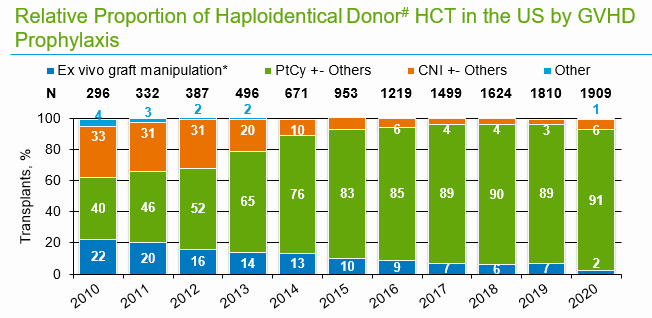 Relative Proportion of Haploidentical Donor# HCT in the US by GVHD
Prophylaxis
Ex vivo graft manipulation* PtCy +- Others CNI +- Others Other
N 296 332 387 496 671 953 1219 1499 1624 1810 1909
4 3 2 2 1
100
33 31 31 20 10 6 4 4 3 6
80
60
40 46 52 65 76 83 85 89 90 89 91
40
20
22 20 16 14 13 10 9 7 6 7 2
0
Transplants, %
2010 2011 2012 2013 2014 2015 2016 2017 2018 2019 2020